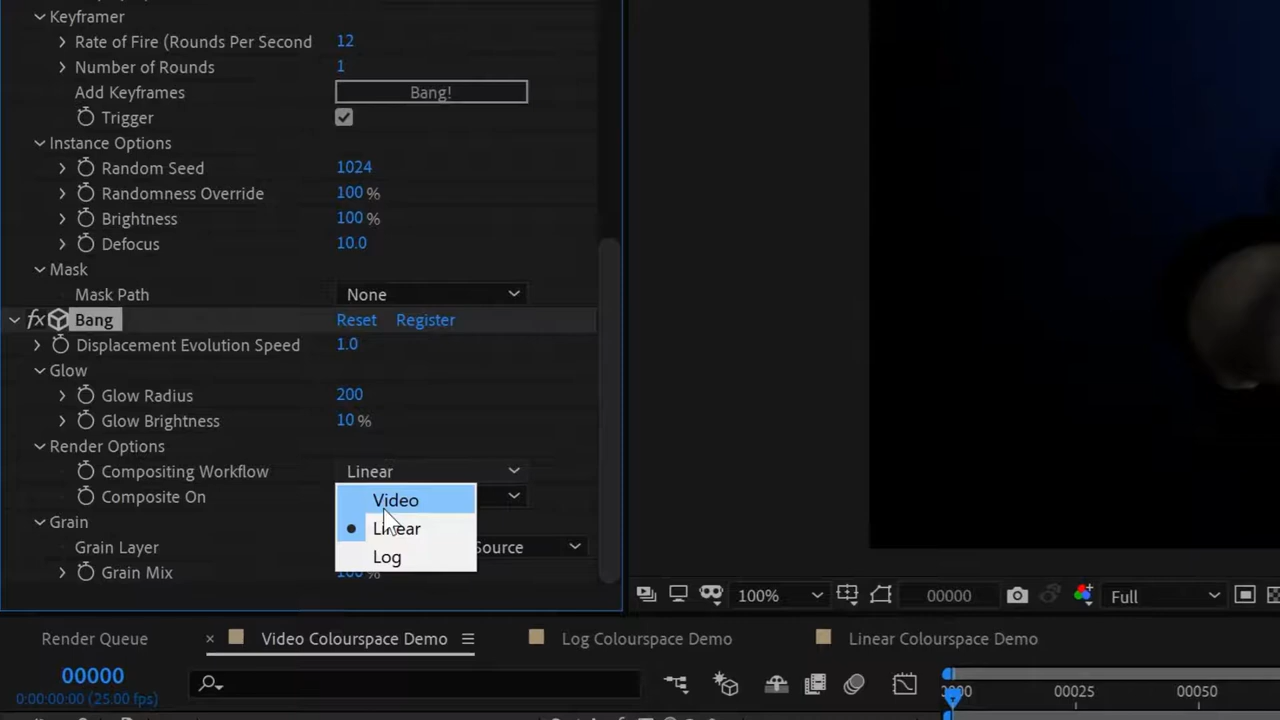 Keyframer
Rate of Fire (Rounds Per Second 12
Number of Rounds 1
Add Keyframes Bang!
Trigger
Instance Options
Random Seed 1024
Randomness Override 100 %
Brightness 100 %
Defocus 10.0
Mask
Mask Path None
fx Bang Reset Register
Displacement Evolution Speed 1.0
Glow
Glow Radius 200
Glow Brightness 10 %
Render Options
Compositing Workflow Linear
Composite On
Video
Linear
Log
Grain
Grain Layer Source
Grain Mix 100 %
100% 00000 Full
Render Queue × Video Colourspace Demo Log Colourspace Demo Linear Colourspace Demo
00000
0:00:00:00 (25.00 fps)
00025 00050